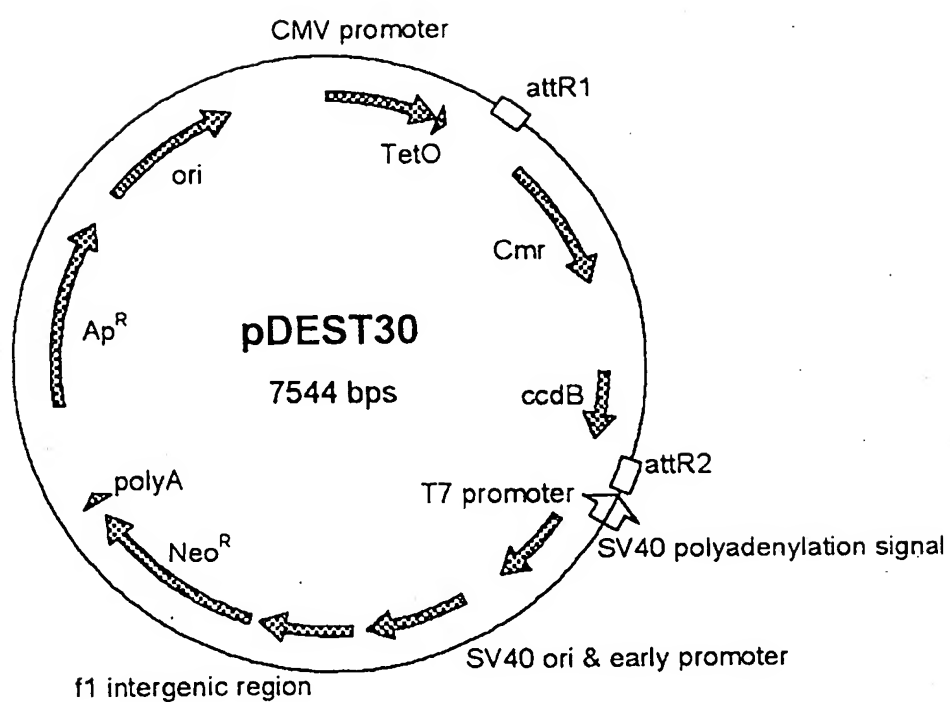 CMV promoter
attR1
TetO
ori
Cmr
Ap^R
pDEST30
7544 bps
ccdB
attR2
polyA
T7 promoter
SV40 polyadenylation signal
Neo^R
SV40 ori & early promoter
f1 intergenic region